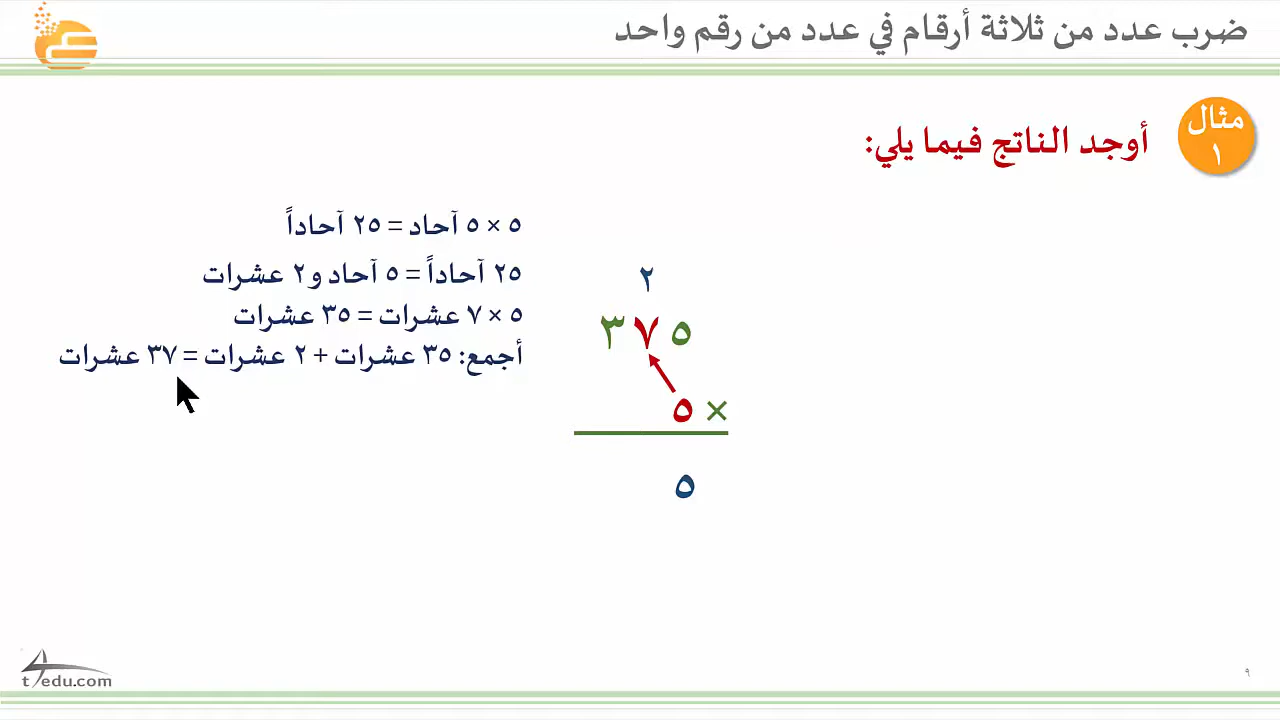 ضرب عدد من ثلاثة أرقام في عدد من رقم واحد
مثال
١
أوجد الناتج فيما يلي:
٥ × ٥ آحاد = ٢٥ آحاداً
٢٥ آحاداً = ٥ آحاد و٢ عشرات
٥ × ٧ عشرات = ٣٥ عشرات
أجمع: ٣٥ عشرات + ٢ عشرات = ٣٧ عشرات
٢
٣٧٥
× ٥
٥
t4edu.com
٩